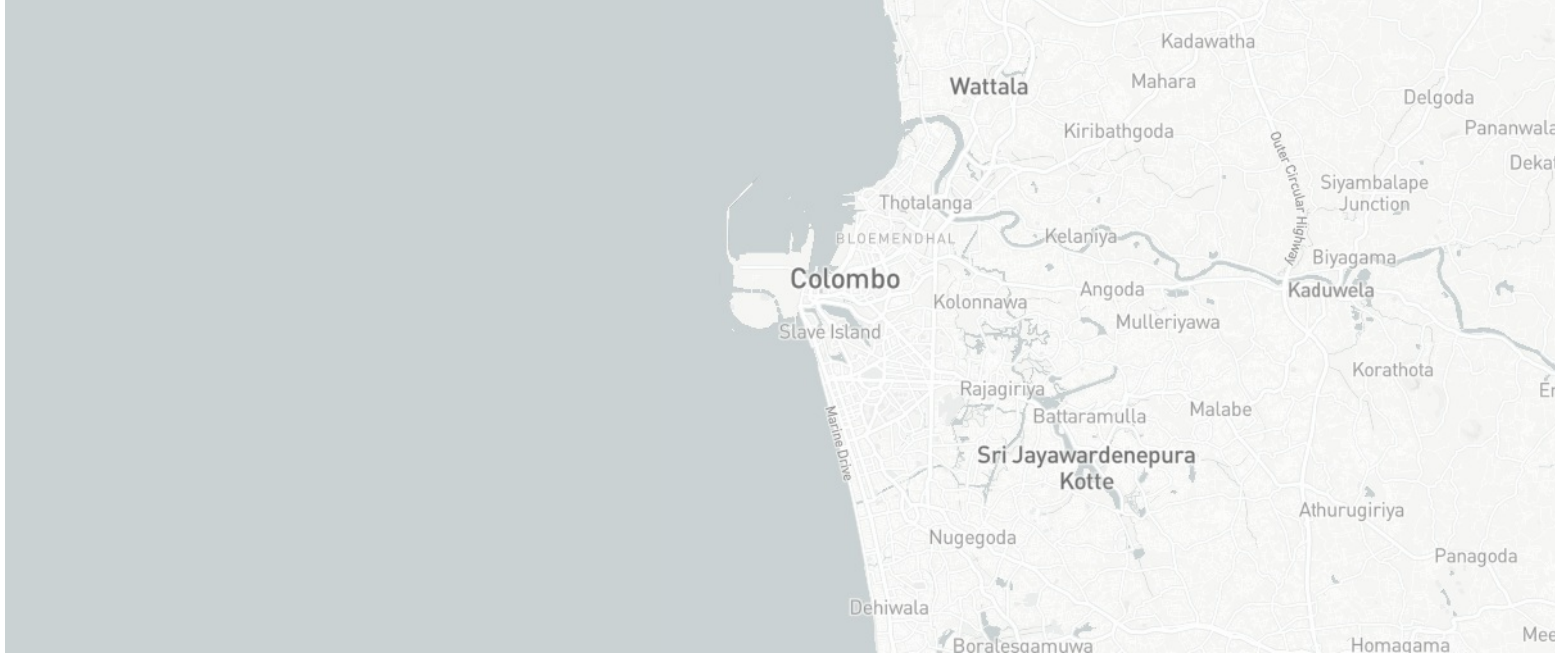 Kadawatha
Mahara
Wattala
Delgoda
Kiribathgoda
Pananwala
Outer Circular Highway
Siyambalape
Junction
Thotalanga
BLOEMENDHAL
Kelaniya
Biyagama
Colombo
Angoda
Kaduwela
Kolonnawa
Mulleriyawa
Slave Island
Korathota
Rajagiriya
Malabe
Battaramulla
Marine Drive
Sri Jayawardenepura
Kotte
Athurugiriya
Nugegoda
Panagoda
Dehiwala
Mee
Boralesgamuwa
Homagama